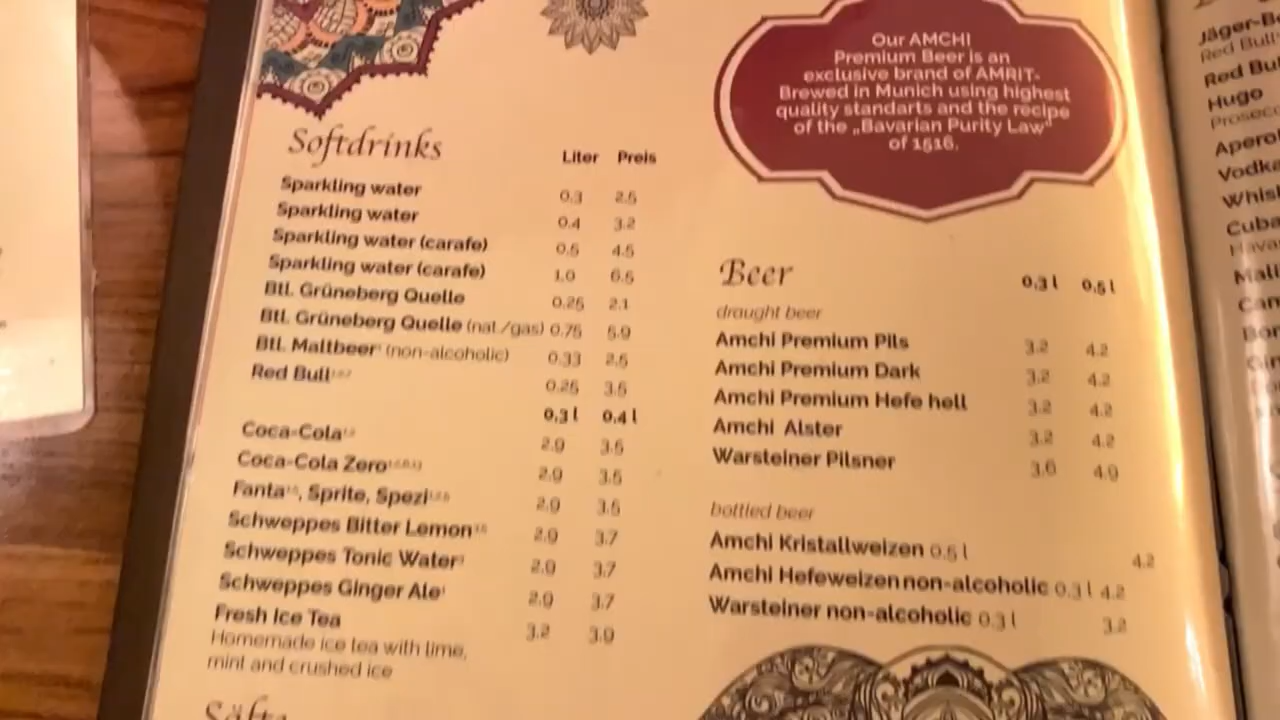 Our AMCHI
Premium Beer is an
exclusive brand of AMRIT-
Brewed in Munich using highest
quality standarts and the recipe
of the „Bavarian Purity Law"
of 1516.
Softdrinks
Liter Preis
Sparkling water 0.3 2.5
Sparkling water 0.4 3.2
Sparkling water (carafe) 0.5 4.5
Sparkling water (carafe) 1.0 6.5
Btl. Grüneberg Quelle 0.25 2.1
Btl. Grüneberg Quelle (nat./gas) 0.75 5.9
Btl. Maltbeer (non-alcoholic) 0.33 2.5
Red Bull 0.25 3.5
0,3 l 0,4 l
Coca-Cola 2.9 3.5
Coca-Cola Zero 2.9 3.5
Fanta, Sprite, Spezi 2.9 3.5
Schweppes Bitter Lemon 2.9 3.7
Schweppes Tonic Water 2.9 3.7
Schweppes Ginger Ale 2.9 3.7
Fresh Ice Tea 3.2 3.9
Homemade ice tea with lime,
mint and crushed ice
Säfte
Beer 0,3 l 0,5 l
draught beer
Amchi Premium Pils 3.2 4.2
Amchi Premium Dark 3.2 4.2
Amchi Premium Hefe hell 3.2 4.2
Amchi Alster 3.2 4.2
Warsteiner Pilsner 3.6 4.9
bottled beer
Amchi Kristallweizen 0.5 l 4.2
Amchi Hefeweizen non-alcoholic 0.3 l 4.2
Warsteiner non-alcoholic 0.3 l 3.2
Red Bull
Hugo